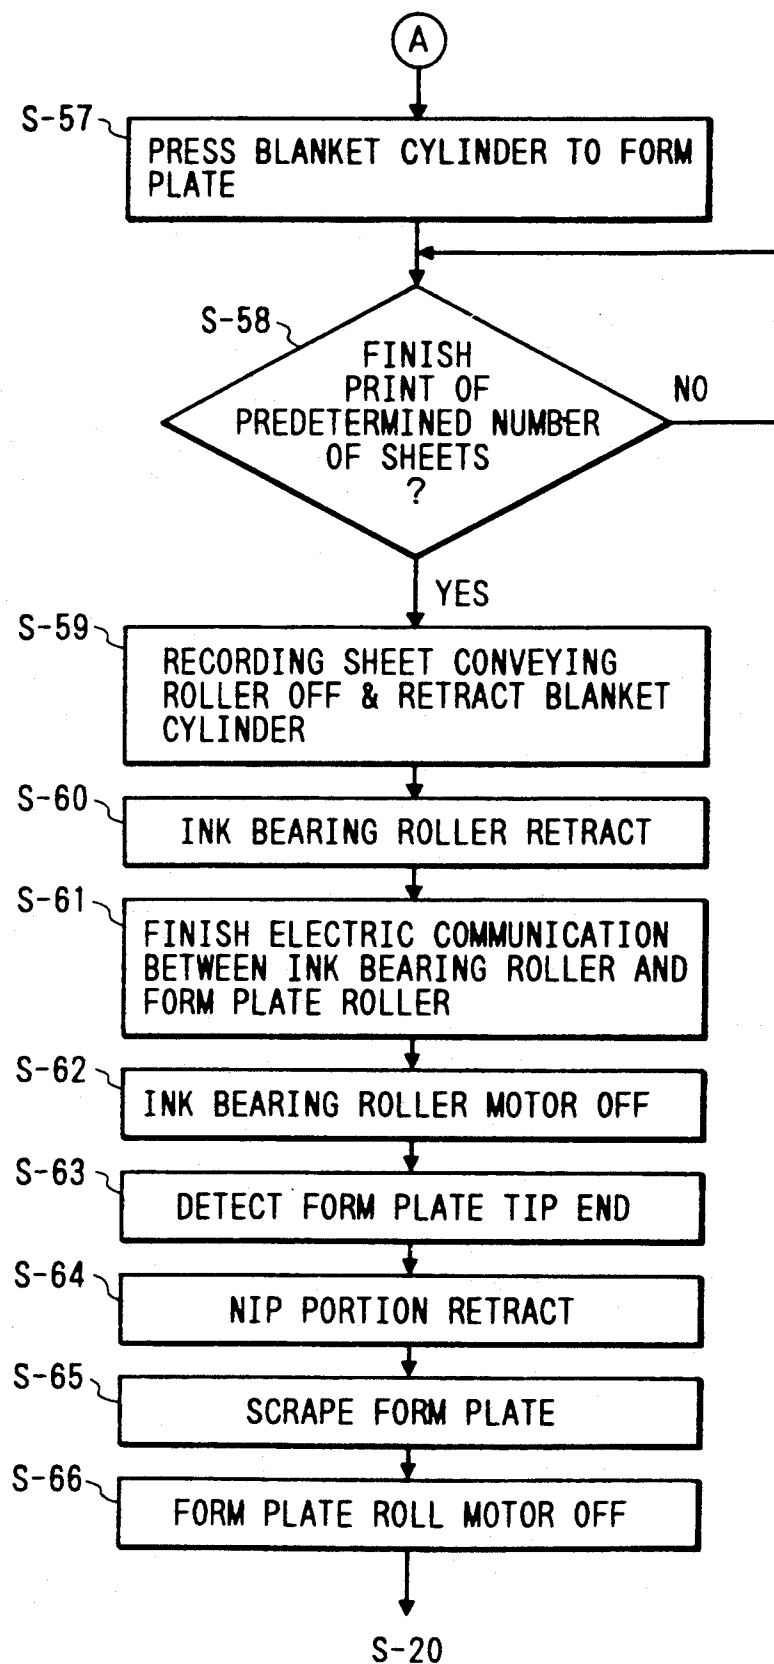 A
S-57
PRESS BLANKET CYLINDER TO FORM
PLATE
S-58
FINISH
PRINT OF
PREDETERMINED NUMBER
OF SHEETS
?
NO
YES
S-59
RECORDING SHEET CONVEYING
ROLLER OFF & RETRACT BLANKET
CYLINDER
S-60
INK BEARING ROLLER RETRACT
S-61
FINISH ELECTRIC COMMUNICATION
BETWEEN INK BEARING ROLLER AND
FORM PLATE ROLLER
S-62
INK BEARING ROLLER MOTOR OFF
S-63
DETECT FORM PLATE TIP END
S-64
NIP PORTION RETRACT
S-65
SCRAPE FORM PLATE
S-66
FORM PLATE ROLL MOTOR OFF
S-20